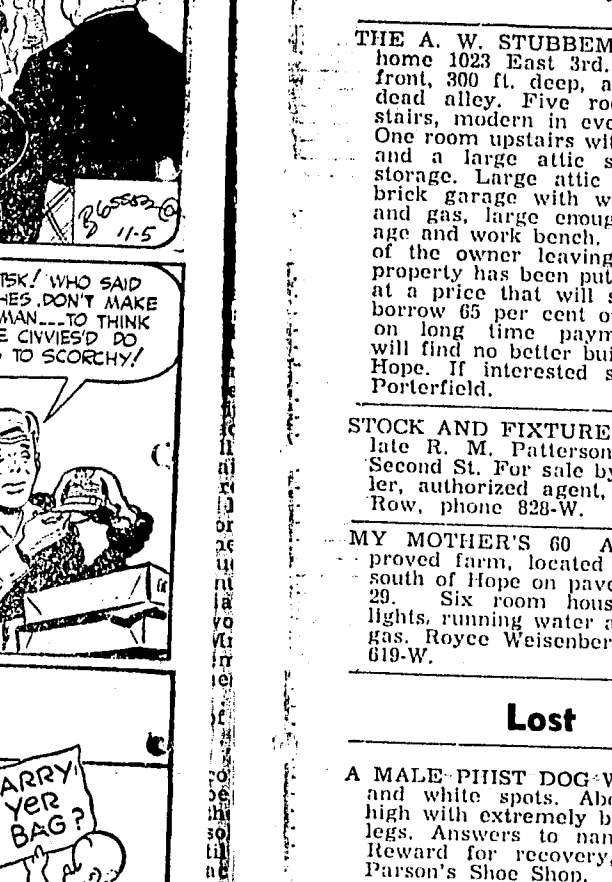 11-5
TSK! WHO SAID
HES DON'T MAKE
MAN---TO THINK
E CIVVIES'D DO
TO SCORCHY!
ARRY
YER
BAG?
THE A. W. STUBBEM
home 1023 East 3rd.
front, 300 ft. deep, a
dead alley. Five ro
stairs, modern in eve
One room upstairs wi
and a large attic s
storage. Large attic
brick garage with w
and gas, large enoug
age and work bench.
of the owner leaving
property has been put
at a price that will s
borrow 65 per cent o
on long time paym
will find no better bui
Hope. If interested s
Porterfield.
STOCK AND FIXTURE
late R. M. Patterson
Second St. For sale by
ler, authorized agent,
Row, phone 828-W.
MY MOTHER'S 60 A
proved farm, located
south of Hope on pave
29. Six room hous
lights, running water a
gas. Royce Weisenber
619-W.
Lost
A MALE PHIST DOG W
and white spots. Abo
high with extremely b
legs. Answers to nam
Reward for recovery,
Parson's Shoe Shop.